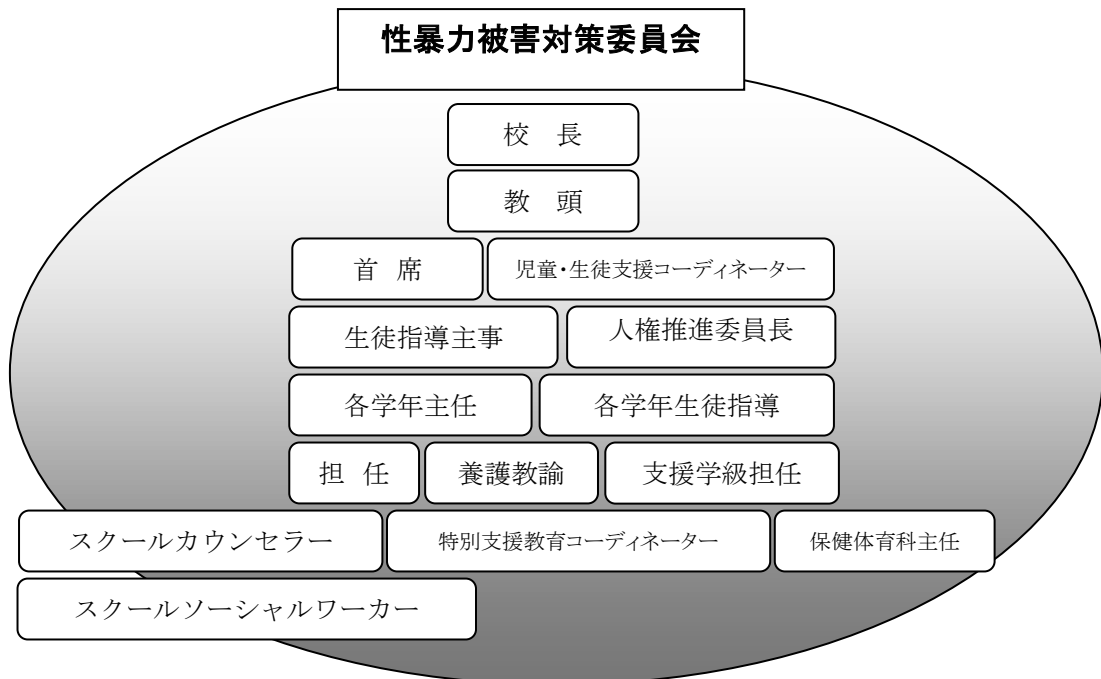 性暴力被害対策委員会
校　長
教　頭
首　席
児童・生徒支援コーディネーター
生徒指導主事
人権推進委員長
各学年主任
各学年生徒指導
担　任
養護教諭
支援学級担任
スクールカウンセラー
特別支援教育コーディネーター
保健体育科主任
スクールソーシャルワーカー